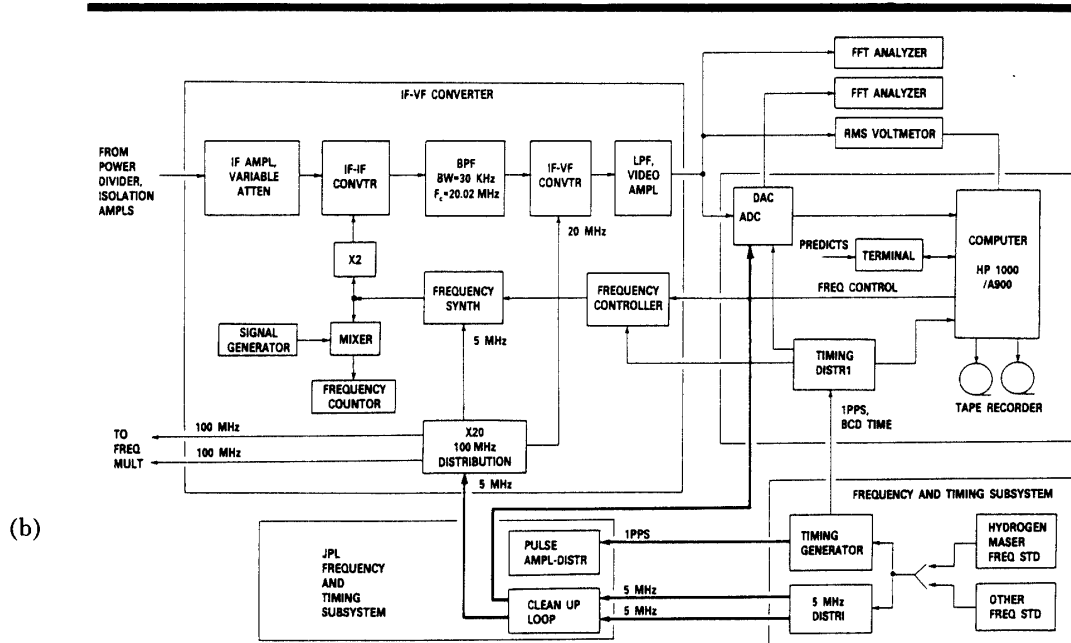 FFT ANALYZER
IF-VF CONVERTER
FFT ANALYZER
RMS VOLTMETOR
FROM
POWER
DIVIDER,
ISOLATION
AMPLS
IF AMPL,
VARIABLE
ATTEN
IF-IF
CONVTR
BPF
BW=30 KHz
Fc=20.02 MHz
IF-VF
CONVTR
LPF,
VIDEO
AMPL
20 MHz
DAC
ADC
PREDICTS
TERMINAL
COMPUTER
HP 1000
/A900
X2
FREQUENCY
SYNTH
FREQUENCY
CONTROLLER
FREQ CONTROL
SIGNAL
GENERATOR
MIXER
5 MHz
FREQUENCY
COUNTOR
TIMING
DISTR1
TAPE RECORDER
1PPS,
BCD TIME
TO
FREQ
MULT
100 MHz
100 MHz
X20
100 MHz
DISTRIBUTION
5 MHz
FREQUENCY AND TIMING SUBSYSTEM
(b)
JPL
FREQUENCY
AND
TIMING
SUBSYSTEM
PULSE
AMPL-DISTR
1PPS
TIMING
GENERATOR
HYDROGEN
MASER
FREQ STD
CLEAN UP
LOOP
5 MHz
5 MHz
5 MHz
DISTRI
OTHER
FREQ STD